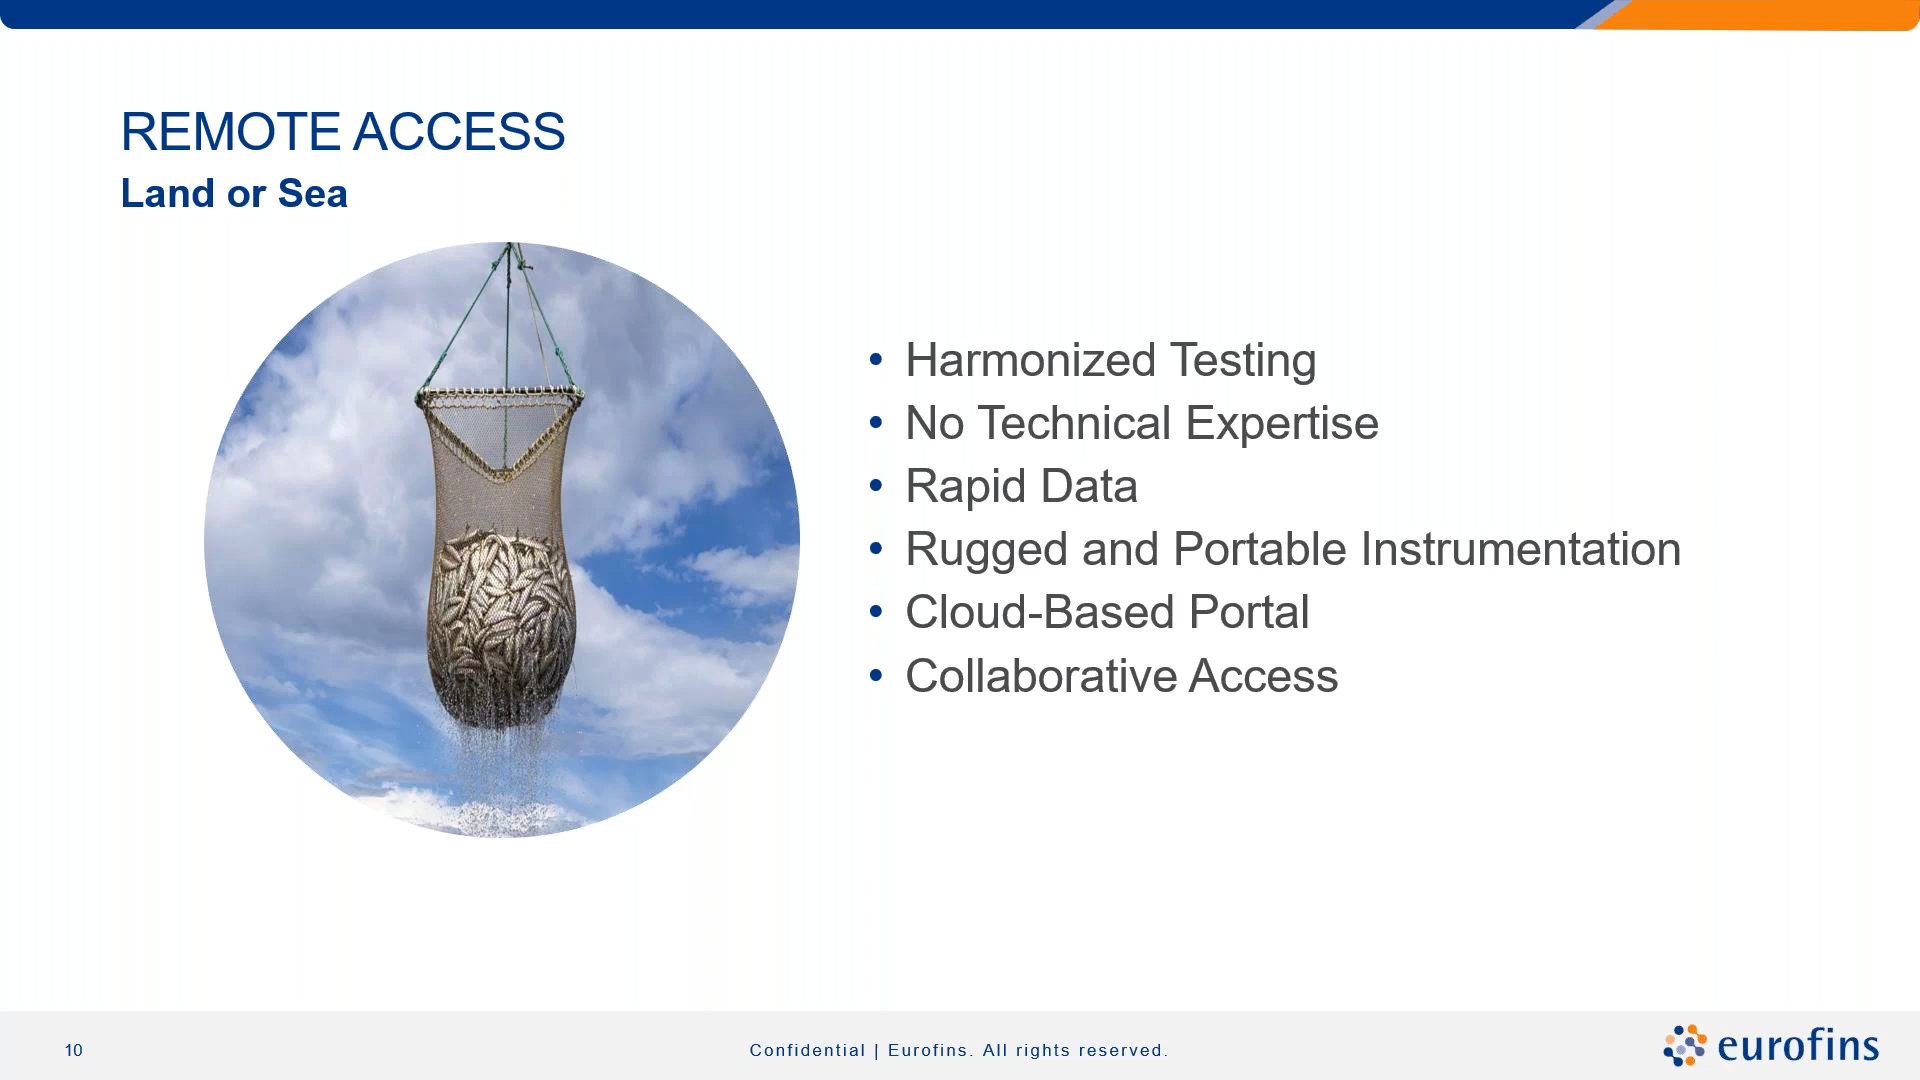 REMOTE ACCESS
Land or Sea
• Harmonized Testing
• No Technical Expertise
• Rapid Data
• Rugged and Portable Instrumentation
• Cloud-Based Portal
• Collaborative Access
10
Confidential | Eurofins. All rights reserved.
eurofins